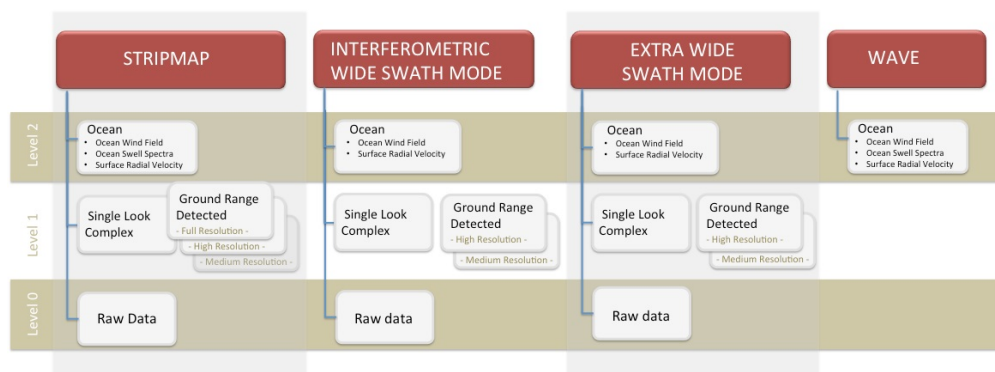 STRIPMAP
INTERFEROMETRIC
WIDE SWATH MODE
EXTRA WIDE
SWATH MODE
WAVE
Level 2
Ocean
• Ocean Wind Field
• Ocean Swell Spectra
• Surface Radial Velocity
Ocean
• Ocean Wind Field
• Surface Radial Velocity
Ocean
• Ocean Wind Field
• Surface Radial Velocity
Ocean
• Ocean Wind Field
• Ocean Swell Spectra
• Surface Radial Velocity
Level 1
Single Look
Complex
Ground Range
Detected
- Full Resolution -
- High Resolution -
- Medium Resolution -
Single Look
Complex
Ground Range
Detected
- High Resolution -
- Medium Resolution -
Single Look
Complex
Ground Range
Detected
- High Resolution -
- Medium Resolution -
Level 0
Raw Data
Raw data
Raw data